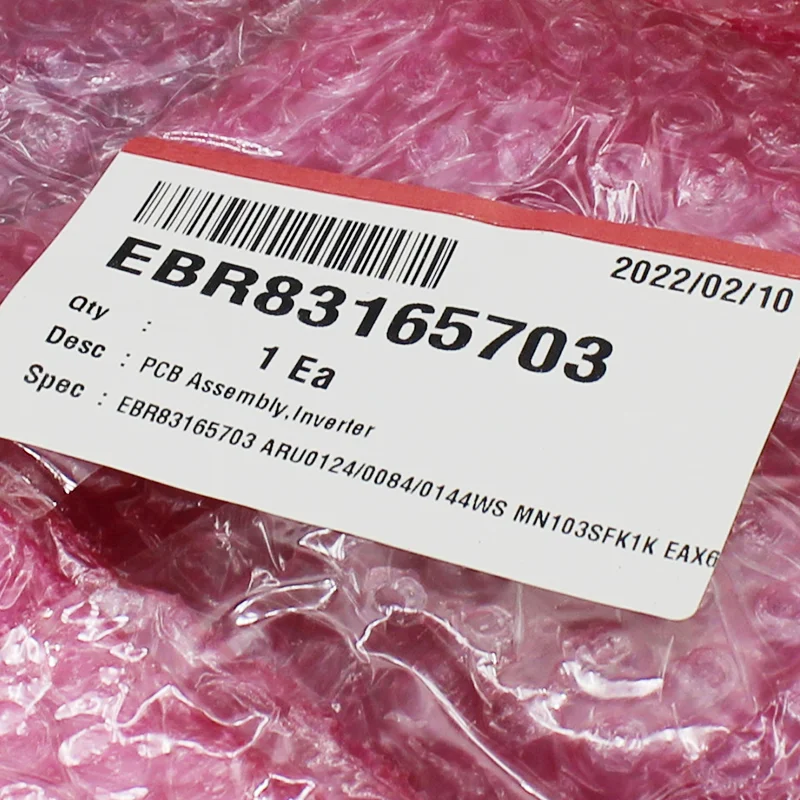 2022/02/10
EBR83165703
Qty : 1 Ea
Desc : PCB Assembly,Inverter
Spec : EBR83165703 ARU0124/0084/0144WS MN103SFK1K EAX6